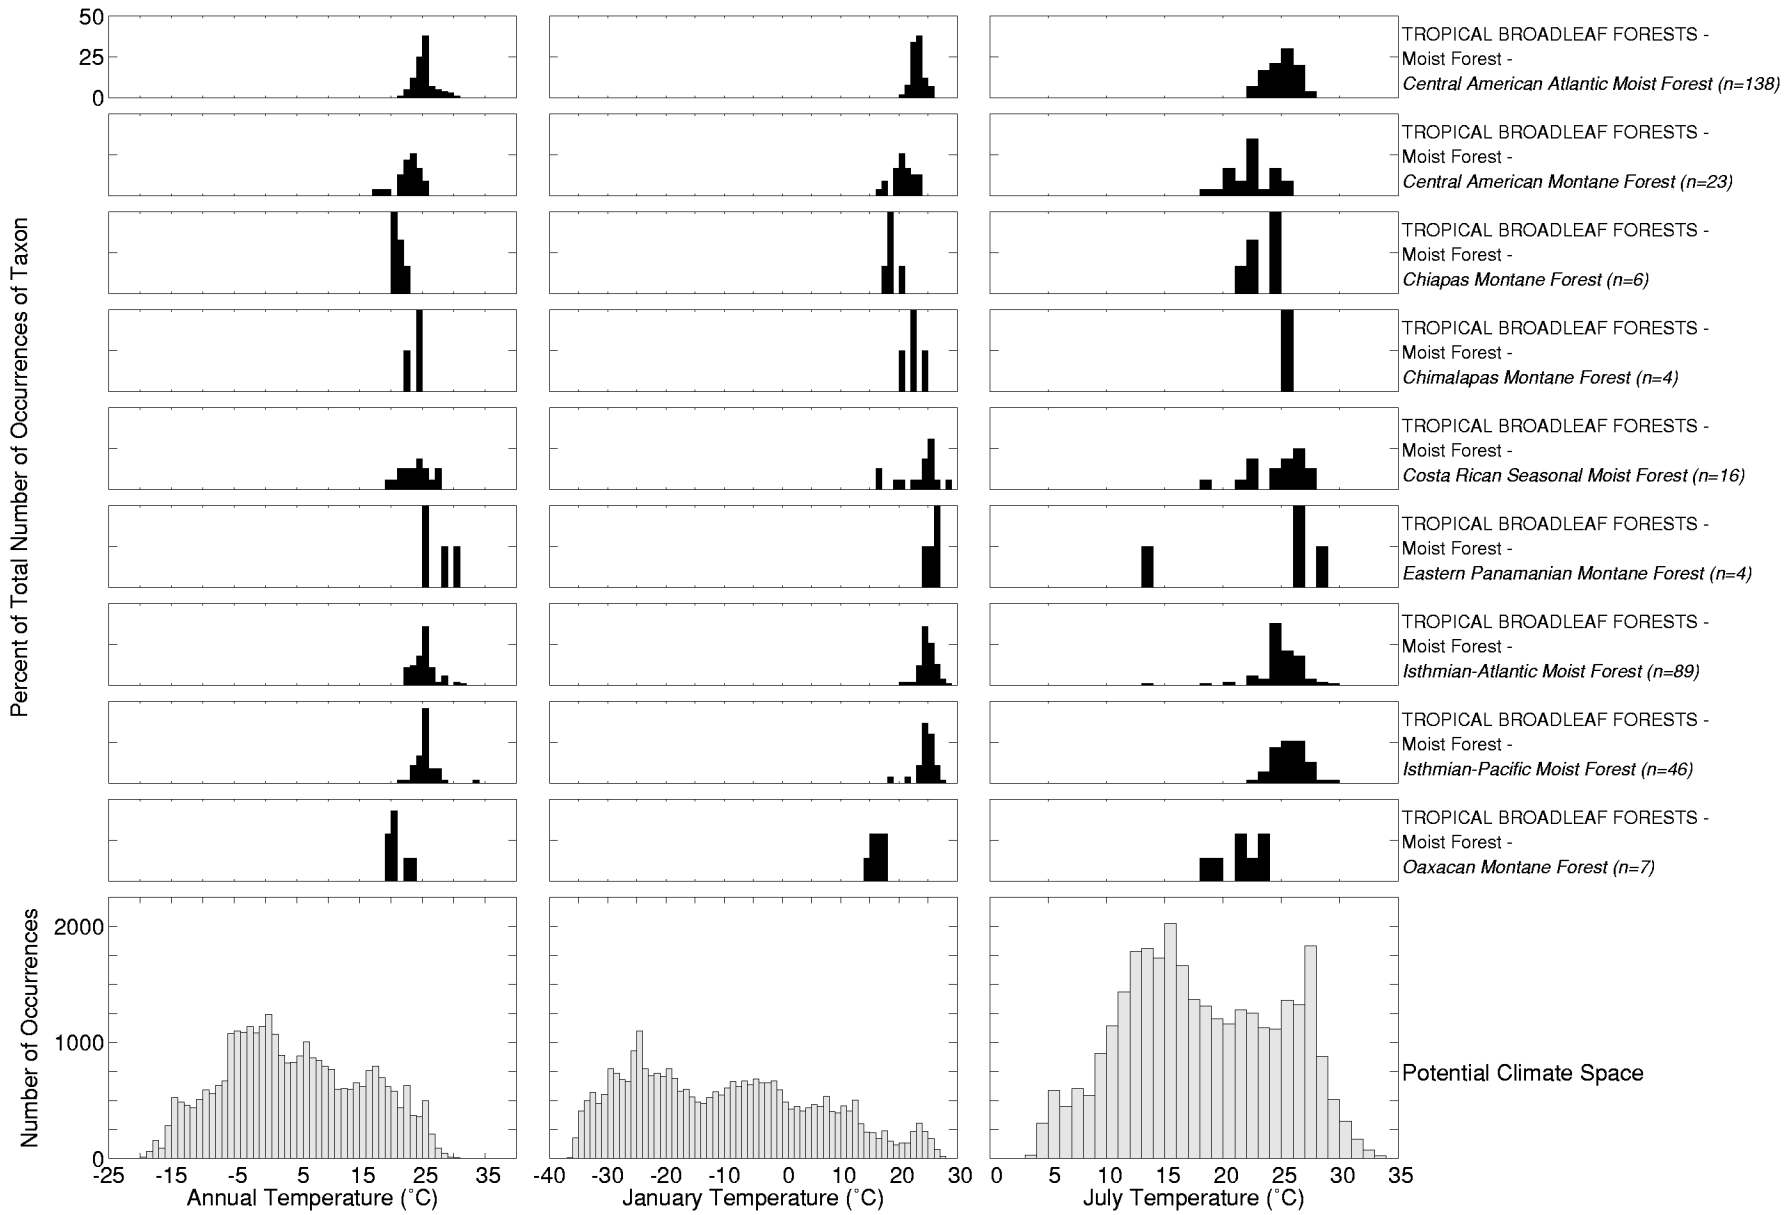 50
25
0
TROPICAL BROADLEAF FORESTS -
Moist Forest -
Central American Atlantic Moist Forest (n=138)
TROPICAL BROADLEAF FORESTS -
Moist Forest -
Central American Montane Forest (n=23)
TROPICAL BROADLEAF FORESTS -
Moist Forest -
Chiapas Montane Forest (n=6)
TROPICAL BROADLEAF FORESTS -
Moist Forest -
Chimalapas Montane Forest (n=4)
TROPICAL BROADLEAF FORESTS -
Moist Forest -
Costa Rican Seasonal Moist Forest (n=16)
TROPICAL BROADLEAF FORESTS -
Moist Forest -
Eastern Panamanian Montane Forest (n=4)
TROPICAL BROADLEAF FORESTS -
Moist Forest -
Isthmian-Atlantic Moist Forest (n=89)
TROPICAL BROADLEAF FORESTS -
Moist Forest -
Isthmian-Pacific Moist Forest (n=46)
TROPICAL BROADLEAF FORESTS -
Moist Forest -
Oaxacan Montane Forest (n=7)
Percent of Total Number of Occurrences of Taxon
Number of Occurrences
2000
1000
0
Potential Climate Space
-25 -15 -5 5 15 25 35
-40 -30 -20 -10 0 10 20 30
0 5 10 15 20 25 30 35
Annual Temperature (˚C)
January Temperature (˚C)
July Temperature (˚C)